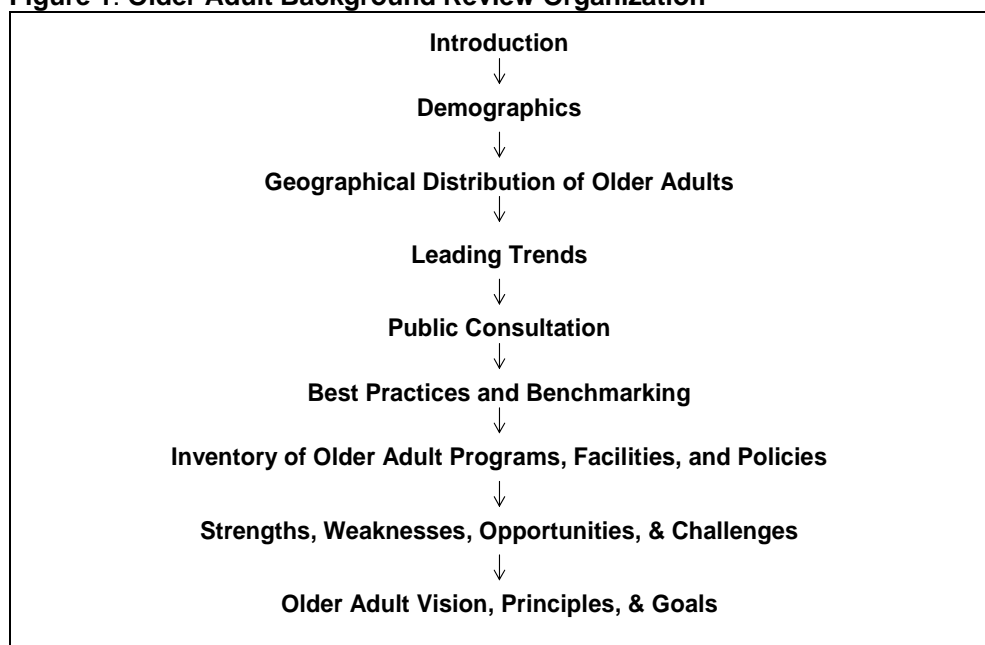 Figure 1: Older Adult Background Review Organization
Introduction
Demographics
Geographical Distribution of Older Adults
Leading Trends
Public Consultation
Best Practices and Benchmarking
Inventory of Older Adult Programs, Facilities, and Policies
Strengths, Weaknesses, Opportunities, & Challenges
Older Adult Vision, Principles, & Goals